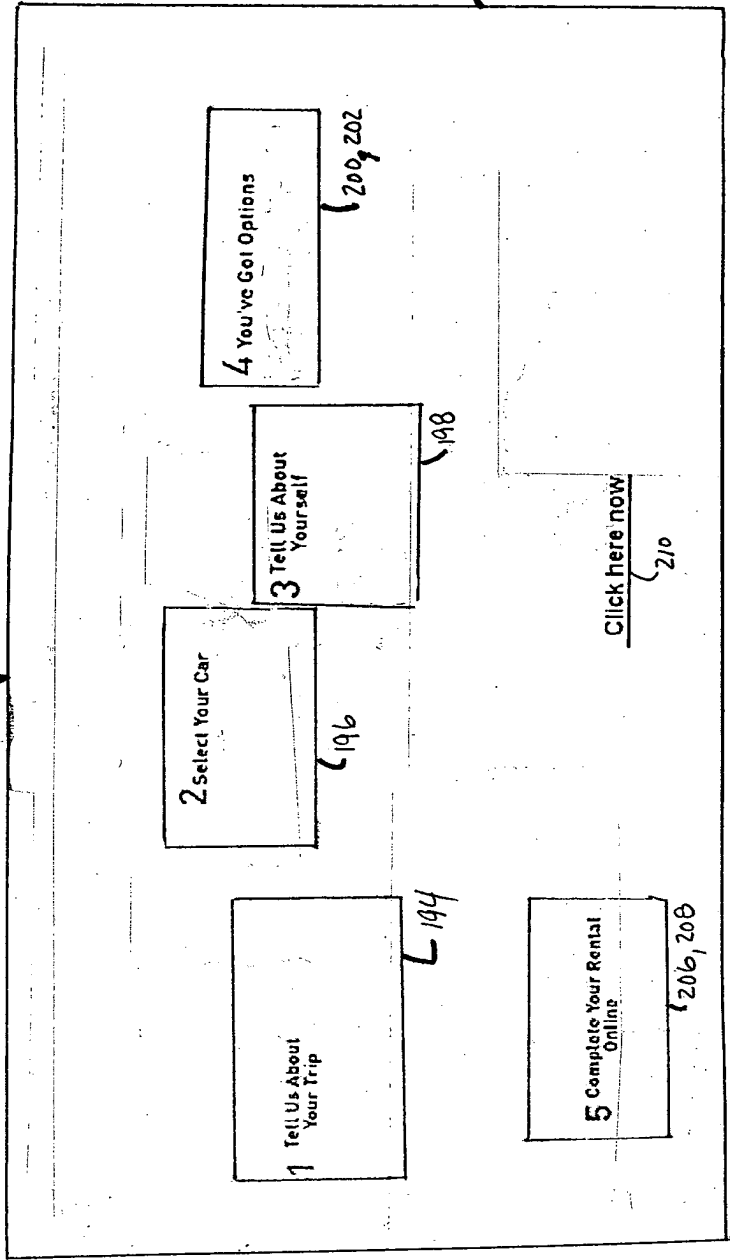 1 Tell Us About
Your Trip
194
2 Select Your Car
196
3 Tell Us About
Yourself
198
4 You've Got Options
200, 202
5 Complete Your Rental
Online
206, 208
Click here now
210